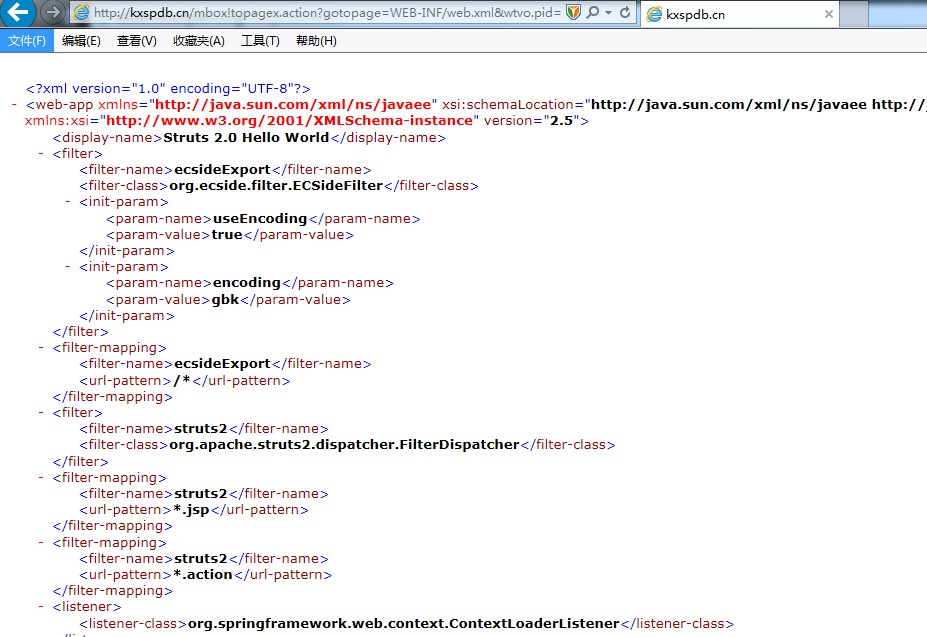 http://kxspdb.cn/mbox!topagex.action?gotopage=WEB-INF/web.xml&wtvo.pid=
kxspdb.cn
文件(F) 编辑(E) 查看(V) 收藏夹(A) 工具(T) 帮助(H)
<?xml version="1.0" encoding="UTF-8"?>
- <web-app xmlns="http://java.sun.com/xml/ns/javaee" xsi:schemaLocation="http://java.sun.com/xml/ns/javaee http://
xmlns:xsi="http://www.w3.org/2001/XMLSchema-instance" version="2.5">
<display-name>Struts 2.0 Hello World</display-name>
- <filter>
<filter-name>ecsideExport</filter-name>
<filter-class>org.ecside.filter.ECSideFilter</filter-class>
- <init-param>
<param-name>useEncoding</param-name>
<param-value>true</param-value>
</init-param>
- <init-param>
<param-name>encoding</param-name>
<param-value>gbk</param-value>
</init-param>
</filter>
- <filter-mapping>
<filter-name>ecsideExport</filter-name>
<url-pattern>/*</url-pattern>
</filter-mapping>
- <filter>
<filter-name>struts2</filter-name>
<filter-class>org.apache.struts2.dispatcher.FilterDispatcher</filter-class>
</filter>
- <filter-mapping>
<filter-name>struts2</filter-name>
<url-pattern>*.jsp</url-pattern>
</filter-mapping>
- <filter-mapping>
<filter-name>struts2</filter-name>
<url-pattern>*.action</url-pattern>
</filter-mapping>
- <listener>
<listener-class>org.springframework.web.context.ContextLoaderListener</listener-class>